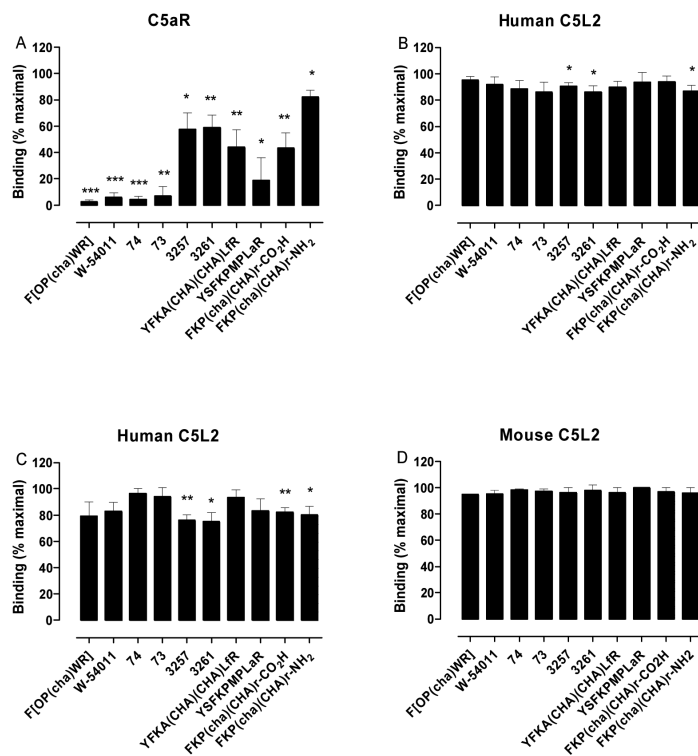 C5aR
A
Binding (% maximal)
120
100
80
60
40
20
0
*** *** *** ** * ** ** * ** *
F[OP(cha)WR]
W-54011
74
73
3257
3261
YFKA(CHA)(CHA)LfR
YSFKPMPLaR
FKP(cha)(CHA)r-CO₂H
FKP(cha)(CHA)r-NH₂
Human C5L2
B
Binding (% maximal)
120
100
80
60
40
20
0
* * *
F[OP(cha)WR]
W-54011
74
73
3257
3261
YFKA(CHA)(CHA)LfR
YSFKPMPLaR
FKP(cha)(CHA)r-CO₂H
FKP(cha)(CHA)r-NH₂
Human C5L2
C
Binding (% maximal)
120
100
80
60
40
20
0
** * ** *
F[OP(cha)WR]
W-54011
74
73
3257
3261
YFKA(CHA)(CHA)LfR
YSFKPMPLaR
FKP(cha)(CHA)r-CO₂H
FKP(cha)(CHA)r-NH₂
Mouse C5L2
D
Binding (% maximal)
120
100
80
60
40
20
0
F[OP(cha)WR]
W-54011
74
73
3257
3261
YFKA(CHA)(CHA)LfR
YSFKPMPLaR
FKP(cha)(CHA)r-CO2H
FKP(cha)(CHA)r-NH2